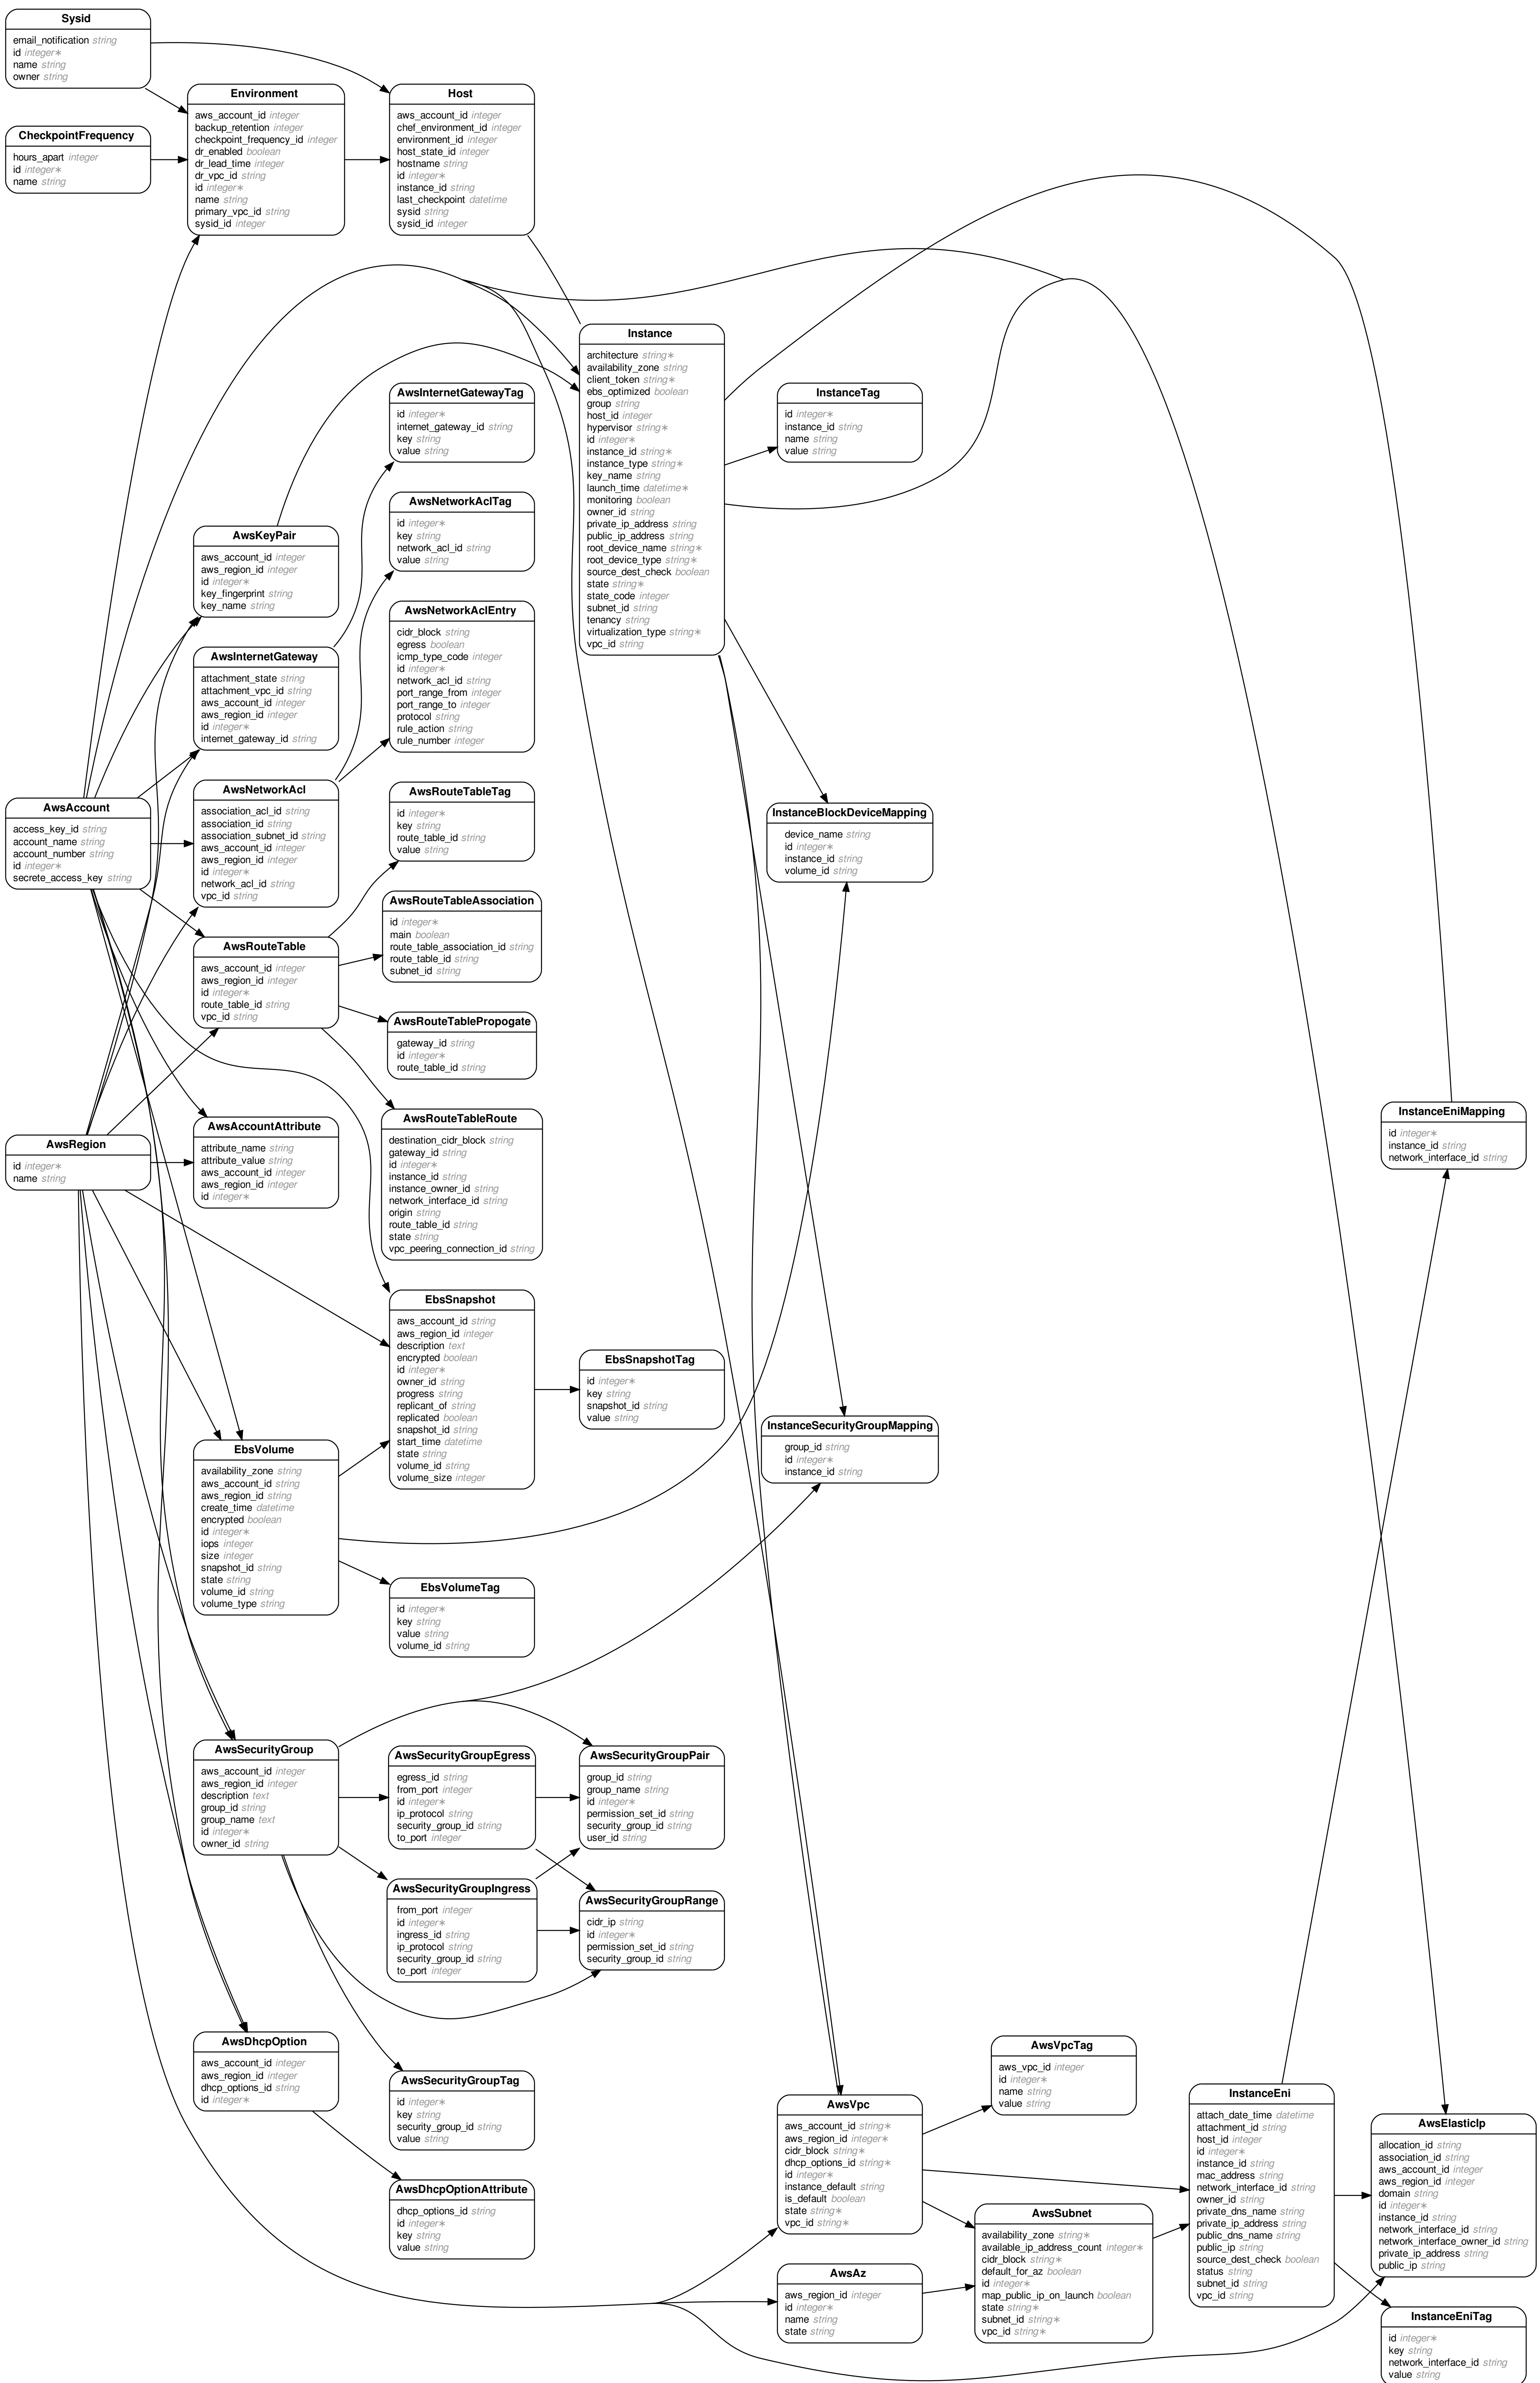 Sysid
email_notification string
id integer∗
name string
owner string
CheckpointFrequency
hours_apart integer
id integer∗
name string
Environment
aws_account_id integer
backup_retention integer
checkpoint_frequency_id integer
dr_enabled boolean
dr_lead_time integer
dr_vpc_id string
id integer∗
name string
primary_vpc_id string
sysid_id integer
Host
aws_account_id integer
chef_environment_id integer
environment_id integer
host_state_id integer
hostname string
id integer∗
instance_id string
last_checkpoint datetime
sysid string
sysid_id integer
Instance
architecture string∗
availability_zone string
client_token string∗
ebs_optimized boolean
group string
host_id integer
hypervisor string∗
id integer∗
instance_id string∗
instance_type string∗
key_name string
launch_time datetime∗
monitoring boolean
owner_id string
private_ip_address string
public_ip_address string
root_device_name string∗
root_device_type string∗
source_dest_check boolean
state string∗
state_code integer
subnet_id string
tenancy string
virtualization_type string∗
vpc_id string
InstanceTag
id integer∗
instance_id string
name string
value string
AwsInternetGatewayTag
id integer∗
internet_gateway_id string
key string
value string
AwsNetworkAclTag
id integer∗
key string
network_acl_id string
value string
AwsKeyPair
aws_account_id integer
aws_region_id integer
id integer∗
key_fingerprint string
key_name string
AwsNetworkAclEntry
cidr_block string
egress boolean
icmp_type_code integer
id integer∗
network_acl_id string
port_range_from integer
port_range_to integer
protocol string
rule_action string
rule_number integer
AwsInternetGateway
attachment_state string
attachment_vpc_id string
aws_account_id integer
aws_region_id integer
id integer∗
internet_gateway_id string
AwsNetworkAcl
association_acl_id string
association_id string
association_subnet_id string
aws_account_id integer
aws_region_id integer
id integer∗
network_acl_id string
vpc_id string
AwsRouteTableTag
id integer∗
key string
route_table_id string
value string
AwsAccount
access_key_id string
account_name string
account_number string
id integer∗
secrete_access_key string
InstanceBlockDeviceMapping
device_name string
id integer∗
instance_id string
volume_id string
AwsRouteTableAssociation
id integer∗
main boolean
route_table_association_id string
route_table_id string
subnet_id string
AwsRouteTable
aws_account_id integer
aws_region_id integer
id integer∗
route_table_id string
vpc_id string
AwsRouteTablePropogate
gateway_id string
id integer∗
route_table_id string
AwsRouteTableRoute
destination_cidr_block string
gateway_id string
id integer∗
instance_id string
instance_owner_id string
network_interface_id string
origin string
route_table_id string
state string
vpc_peering_connection_id string
AwsAccountAttribute
attribute_name string
attribute_value string
aws_account_id integer
aws_region_id integer
id integer∗
AwsRegion
id integer∗
name string
InstanceEniMapping
id integer∗
instance_id string
network_interface_id string
EbsSnapshot
aws_account_id string
aws_region_id integer
description text
encrypted boolean
id integer∗
owner_id string
progress string
replicant_of string
replicated boolean
snapshot_id string
start_time datetime
state string
volume_id string
volume_size integer
EbsSnapshotTag
id integer∗
key string
snapshot_id string
value string
InstanceSecurityGroupMapping
group_id string
id integer∗
instance_id string
EbsVolume
availability_zone string
aws_account_id string
aws_region_id string
create_time datetime
encrypted boolean
id integer∗
iops integer
size integer
snapshot_id string
state string
volume_id string
volume_type string
EbsVolumeTag
id integer∗
key string
value string
volume_id string
AwsSecurityGroup
aws_account_id integer
aws_region_id integer
description text
group_id string
group_name text
id integer∗
owner_id string
AwsSecurityGroupEgress
egress_id string
from_port integer
id integer∗
ip_protocol string
security_group_id string
to_port integer
AwsSecurityGroupPair
group_id string
group_name string
id integer∗
permission_set_id string
security_group_id string
user_id string
AwsSecurityGroupIngress
from_port integer
id integer∗
ingress_id string
ip_protocol string
security_group_id string
to_port integer
AwsSecurityGroupRange
cidr_ip string
id integer∗
permission_set_id string
security_group_id string
AwsDhcpOption
aws_account_id integer
aws_region_id integer
dhcp_options_id string
id integer∗
AwsSecurityGroupTag
id integer∗
key string
security_group_id string
value string
AwsDhcpOptionAttribute
dhcp_options_id string
id integer∗
key string
value string
AwsVpc
aws_account_id string∗
aws_region_id integer∗
cidr_block string∗
dhcp_options_id string∗
id integer∗
instance_default string
is_default boolean
state string∗
vpc_id string∗
AwsAz
aws_region_id integer
id integer∗
name string
state string
AwsVpcTag
aws_vpc_id integer
id integer∗
name string
value string
AwsSubnet
availability_zone string∗
available_ip_address_count integer∗
cidr_block string∗
default_for_az boolean
id integer∗
map_public_ip_on_launch boolean
state string∗
subnet_id string∗
vpc_id string∗
InstanceEni
attach_date_time datetime
attachment_id string
host_id integer
id integer∗
instance_id string
mac_address string
network_interface_id string
owner_id string
private_dns_name string
private_ip_address string
public_dns_name string
public_ip string
source_dest_check boolean
status string
subnet_id string
vpc_id string
AwsElasticIp
allocation_id string
association_id string
aws_account_id integer
aws_region_id integer
domain string
id integer∗
instance_id string
network_interface_id string
network_interface_owner_id string
private_ip_address string
public_ip string
InstanceEniTag
id integer∗
key string
network_interface_id string
value string